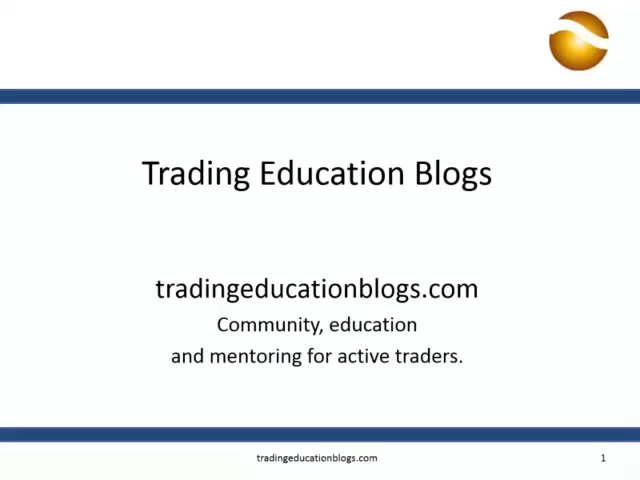 Trading Education Blogs
tradingeducationblogs.com
Community, education
and mentoring for active traders.
tradingeducationblogs.com 1